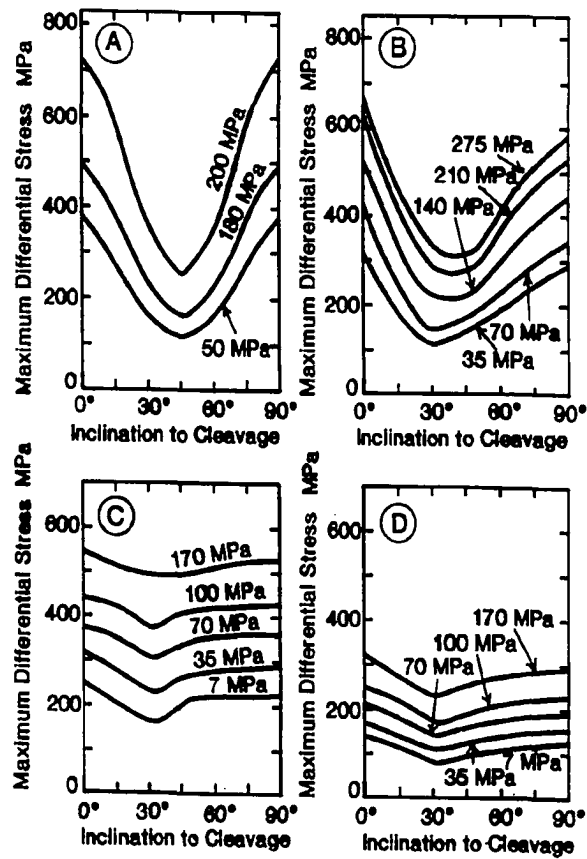 A
Maximum Differential Stress MPa
800
600
400
200
0
200 MPa
180 MPa
50 MPa
0° 30° 60° 90°
Inclination to Cleavage
B
Maximum Differential Stress MPa
800
600
400
200
0
275 MPa
210 MPa
140 MPa
70 MPa
35 MPa
0° 30° 60° 90°
Inclination to Cleavage
C
Maximum Differential Stress MPa
600
400
200
0
170 MPa
100 MPa
70 MPa
35 MPa
7 MPa
0° 30° 60° 90°
Inclination to Cleavage
D
Maximum Differential Stress MPa
600
400
200
0
170 MPa
100 MPa
70 MPa
35 MPa
7 MPa
0° 30° 60° 90°
Inclination to Cleavage